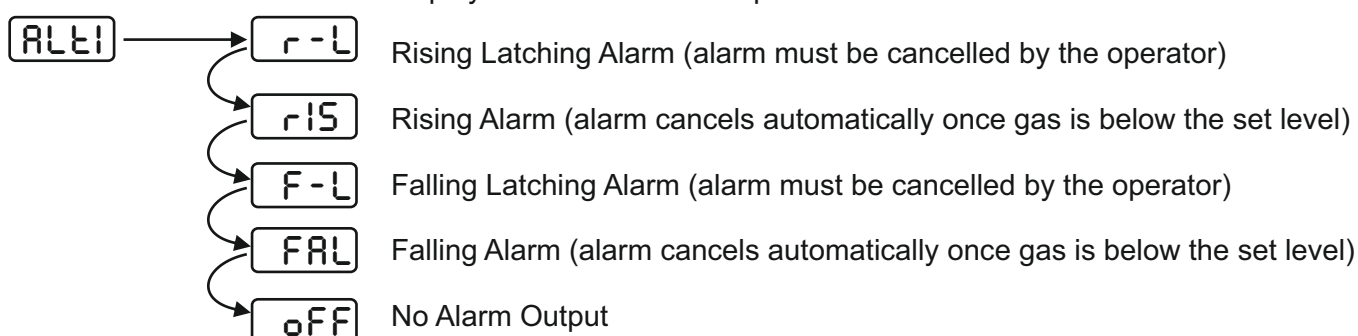 ALt1 r-L Rising Latching Alarm (alarm must be cancelled by the operator)
rIS Rising Alarm (alarm cancels automatically once gas is below the set level)
F-L Falling Latching Alarm (alarm must be cancelled by the operator)
FAL Falling Alarm (alarm cancels automatically once gas is below the set level)
oFF No Alarm Output